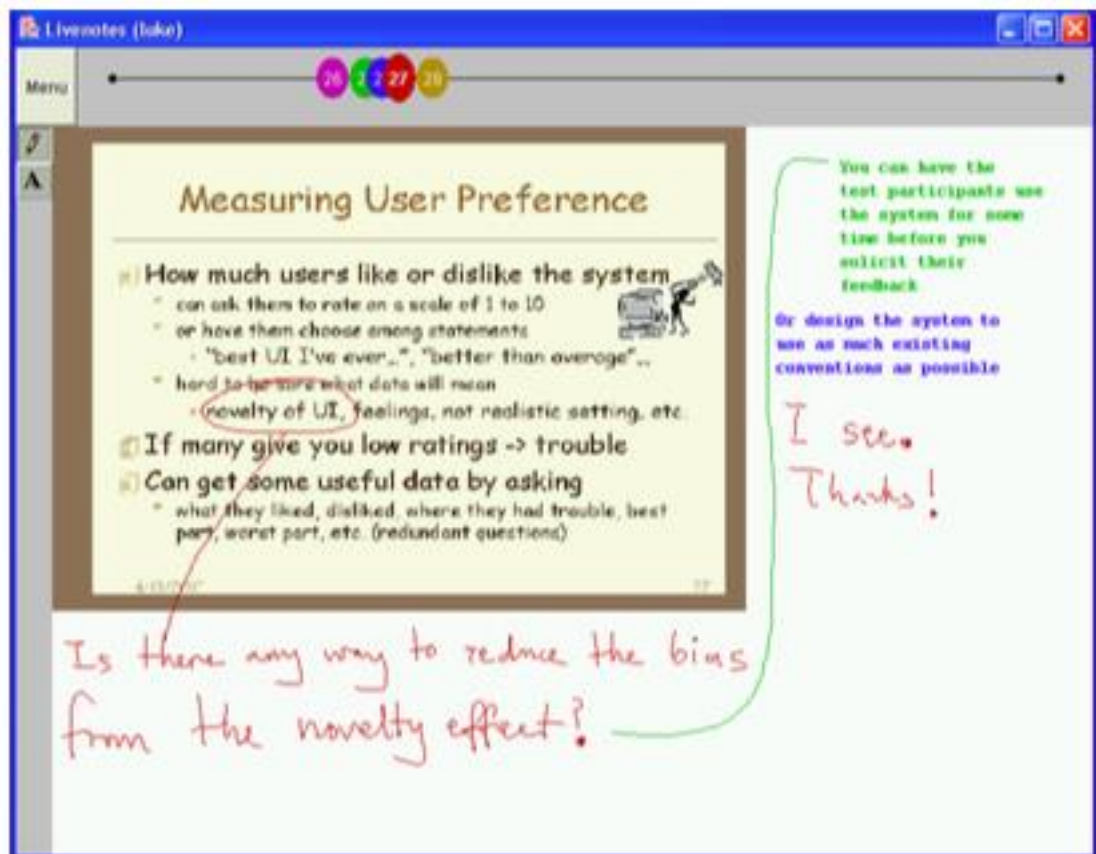 Livenotes (luke)
Menu
26 2 2 27 28
A
Measuring User Preference
How much users like or dislike the system
can ask them to rate on a scale of 1 to 10
or have them choose among statements
"best UI I've ever…", "better than average"…
hard to be sure what data will mean
novelty of UI, feelings, not realistic setting, etc.
If many give you low ratings -> trouble
Can get some useful data by asking
what they liked, disliked, where they had trouble, best
part, worst part, etc. (redundant questions)
You can have the
test participants use
the system for some
time before you
solicit their
feedback
Or design the system to
use as much existing
conventions as possible
I see.
Thanks!
Is there any way to reduce the bias
from the novelty effect?